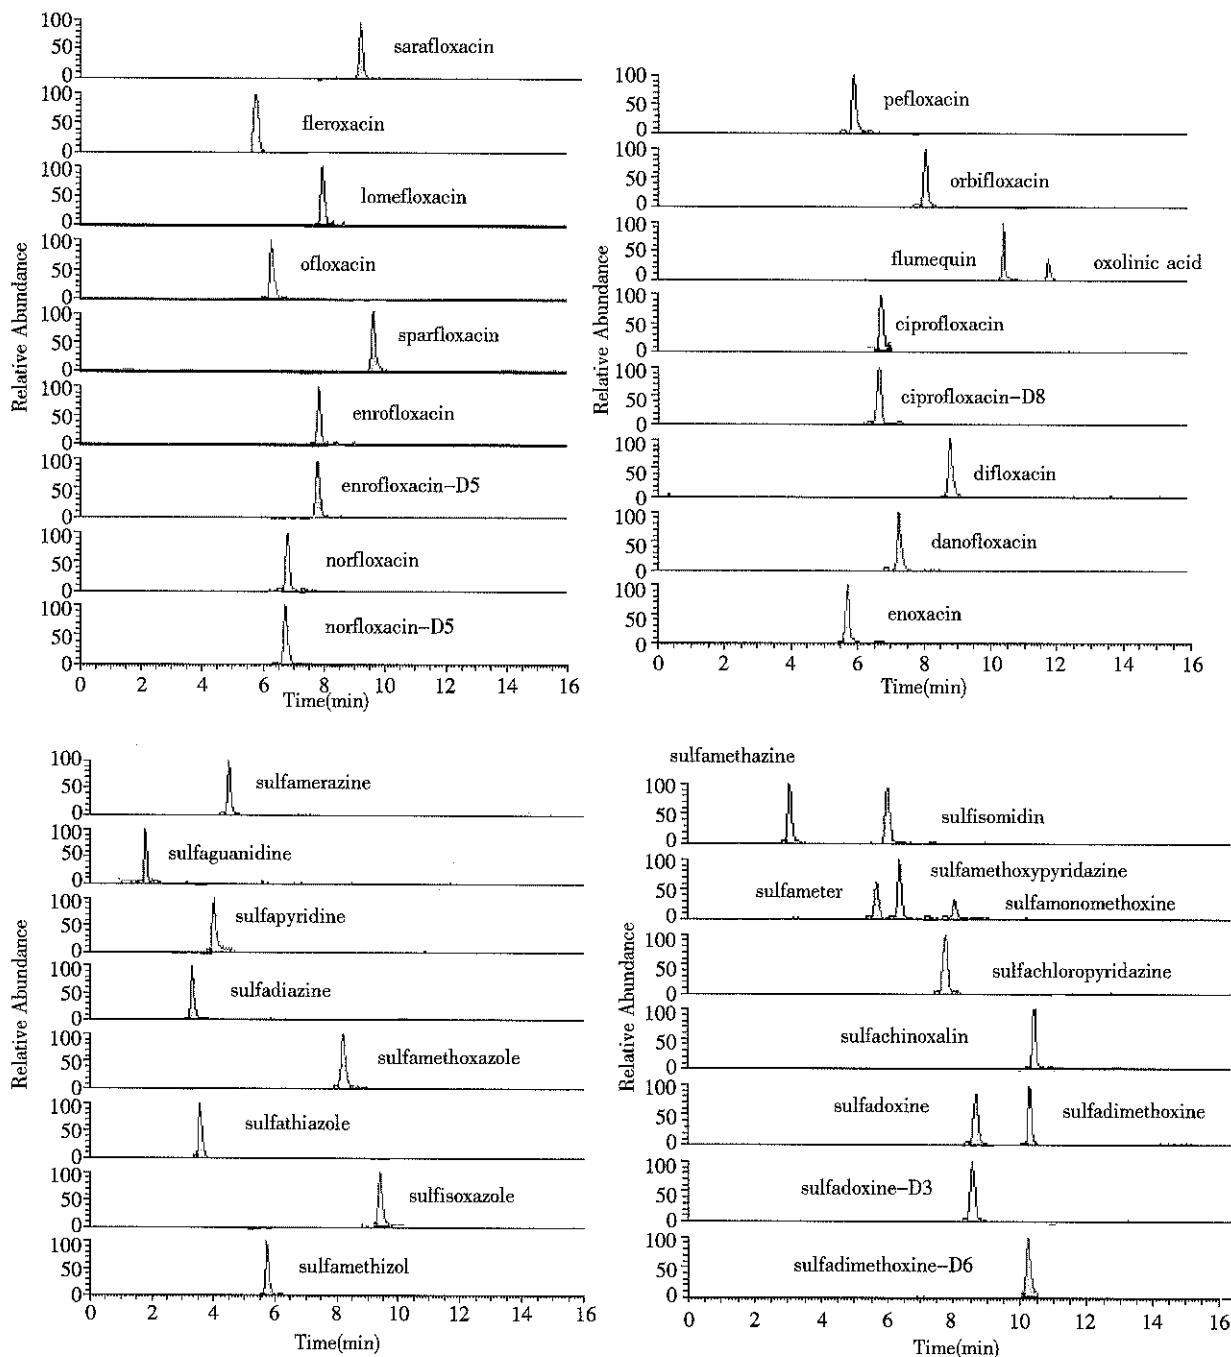 100
50
0
sarafloxacin
100
50
0
fleroxacin
100
50
0
lomefloxacin
100
50
0
ofloxacin
100
50
0
sparfloxacin
100
50
0
enrofloxacin
100
50
0
enrofloxacin-D5
100
50
0
norfloxacin
100
50
0
norfloxacin-D5
0 2 4 6 8 10 12 14 16
Time(min)
Relative Abundance
100
50
0
pefloxacin
100
50
0
orbifloxacin
100
50
0
flumequin oxolinic acid
100
50
0
ciprofloxacin
100
50
0
ciprofloxacin-D8
100
50
0
difloxacin
100
50
0
danofloxacin
100
50
0
enoxacin
0 2 4 6 8 10 12 14 16
Time(min)
Relative Abundance
100
50
0
sulfamerazine
100
50
0
sulfaguanidine
100
50
0
sulfapyridine
100
50
0
sulfadiazine
100
50
0
sulfamethoxazole
100
50
0
sulfathiazole
100
50
0
sulfisoxazole
100
50
0
sulfamethizol
0 2 4 6 8 10 12 14 16
Time(min)
Relative Abundance
sulfamethazine
100
50
0
sulfisomidin
100
50
0
sulfameter
sulfamethoxypyridazine
sulfamonomethoxine
100
50
0
sulfachloropyridazine
100
50
0
sulfachinoxalin
100
50
0
sulfadoxine sulfadimethoxine
100
50
0
sulfadoxine-D3
100
50
0
sulfadimethoxine-D6
0 2 4 6 8 10 12 14 16
Time(min)
Relative Abundance